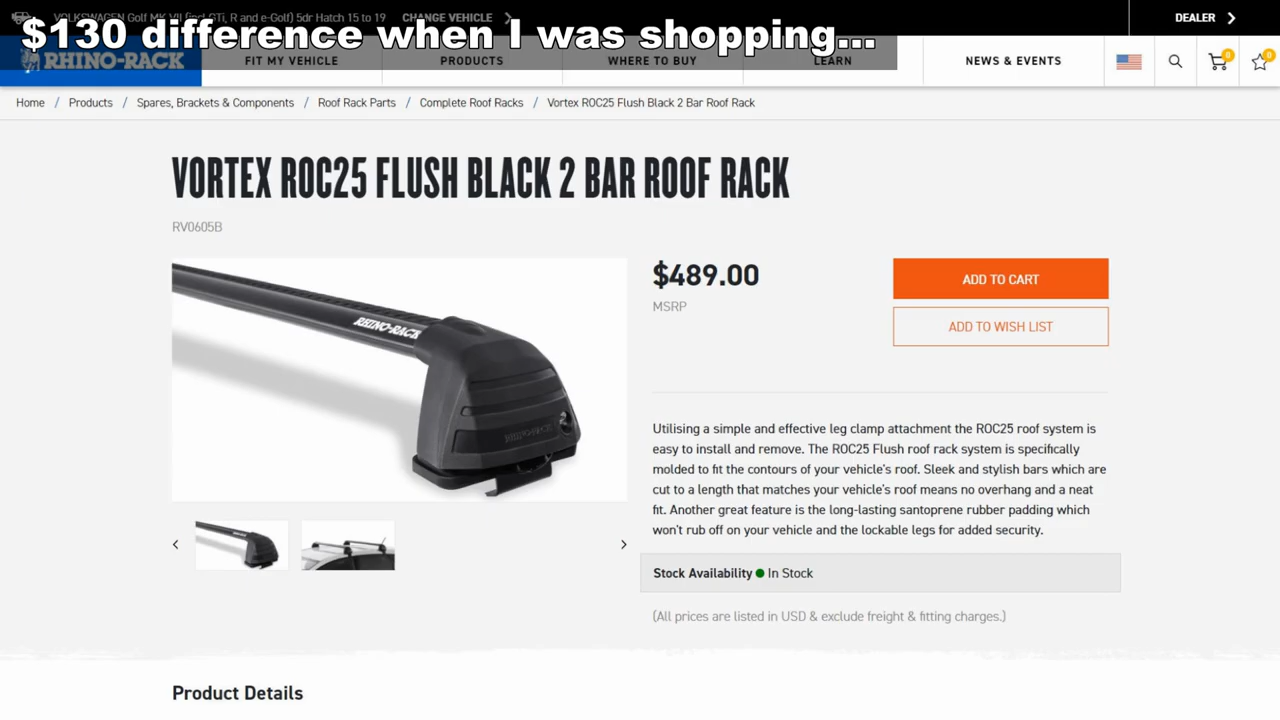 VOLKSWAGEN Golf MK VII (incl GTi, R and e-Golf) 5dr Hatch 15 to 19 CHANGE VEHICLE
DEALER
$130 difference when I was shopping...
RHINO-RACK
FIT MY VEHICLE
PRODUCTS
WHERE TO BUY
LEARN
NEWS & EVENTS
0
0
Home / Products / Spares, Brackets & Components / Roof Rack Parts / Complete Roof Racks / Vortex ROC25 Flush Black 2 Bar Roof Rack
VORTEX ROC25 FLUSH BLACK 2 BAR ROOF RACK
RV0605B
RHINO-RACK
RHINO-RACK
$489.00
MSRP
ADD TO CART
ADD TO WISH LIST
Utilising a simple and effective leg clamp attachment the ROC25 roof system is
easy to install and remove. The ROC25 Flush roof rack system is specifically
molded to fit the contours of your vehicle's roof. Sleek and stylish bars which are
cut to a length that matches your vehicle's roof means no overhang and a neat
fit. Another great feature is the long-lasting santoprene rubber padding which
won't rub off on your vehicle and the lockable legs for added security.
Stock Availability In Stock
(All prices are listed in USD & exclude freight & fitting charges.)
Product Details